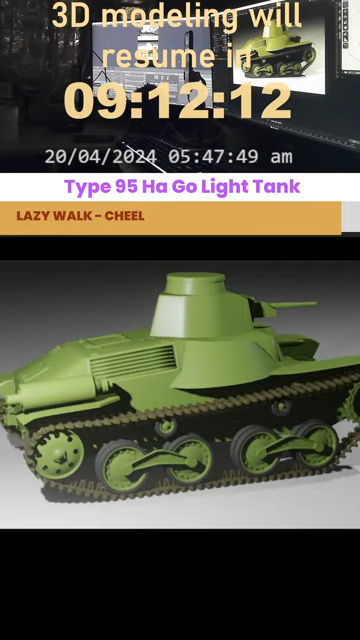 3D modeling will
resume in
09:12:12
20/04/2024 05:47:49 am
Type 95 Ha Go Light Tank
LAZY WALK - CHEEL